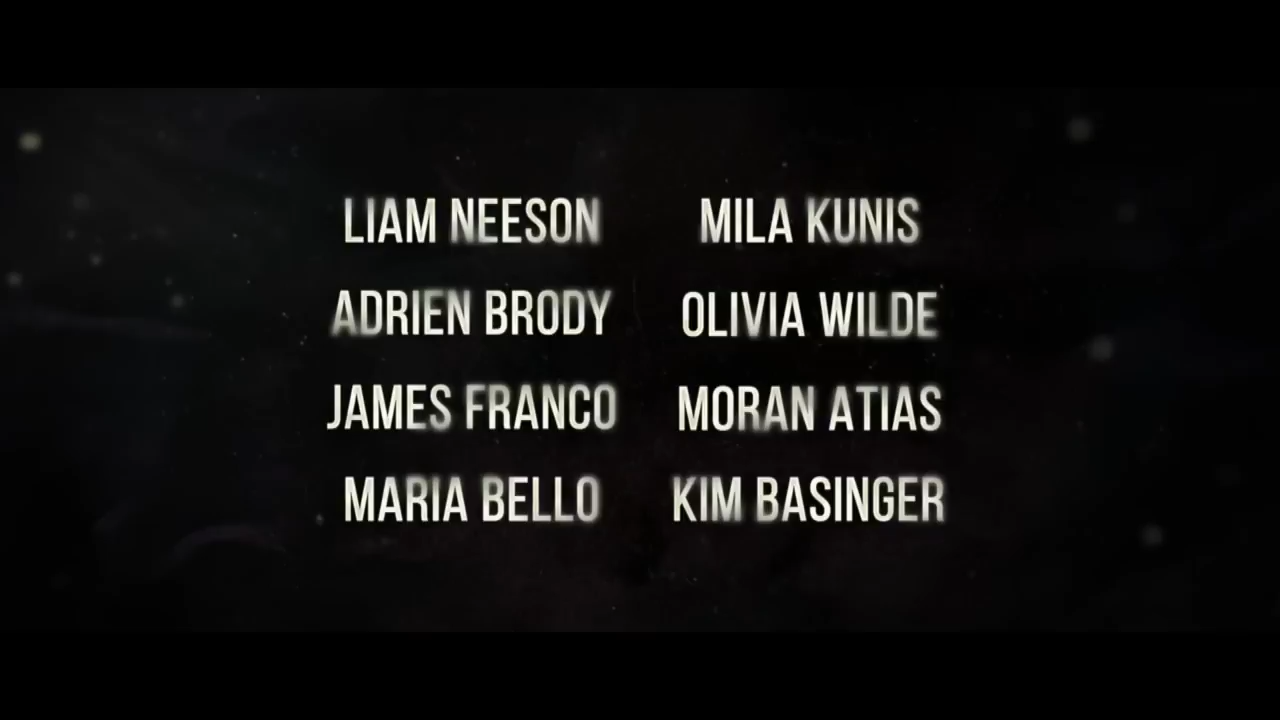 LIAM NEESON
MILA KUNIS
ADRIEN BRODY
OLIVIA WILDE
JAMES FRANCO
MORAN ATIAS
MARIA BELLO
KIM BASINGER